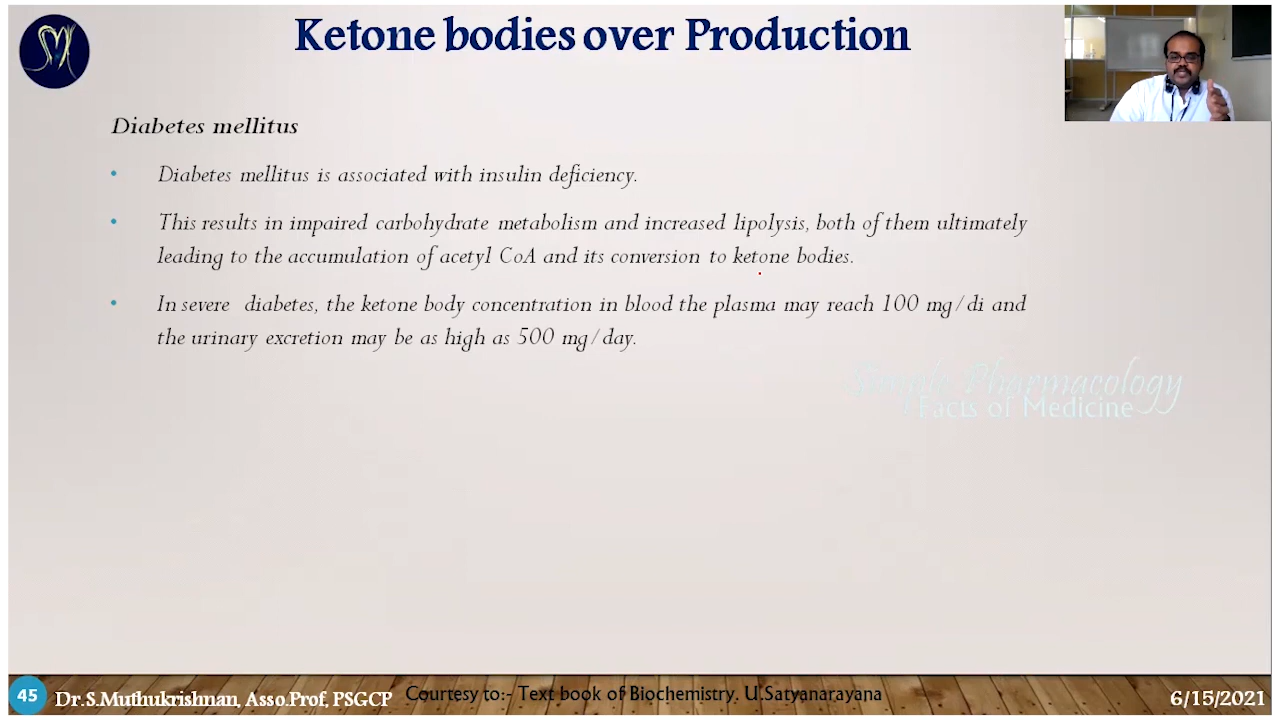 Ketone bodies over Production
Diabetes mellitus
• Diabetes mellitus is associated with insulin deficiency.
• This results in impaired carbohydrate metabolism and increased lipolysis, both of them ultimately
leading to the accumulation of acetyl CoA and its conversion to ketone bodies.
• In severe diabetes, the ketone body concentration in blood the plasma may reach 100 mg/di and
the urinary excretion may be as high as 500 mg/day.
Simple Pharmacology
Facts of Medicine
45
Dr.S.Muthukrishnan, Asso.Prof, PSGCP
Courtesy to:- Text book of Biochemistry. U.Satyanarayana
6/15/2021